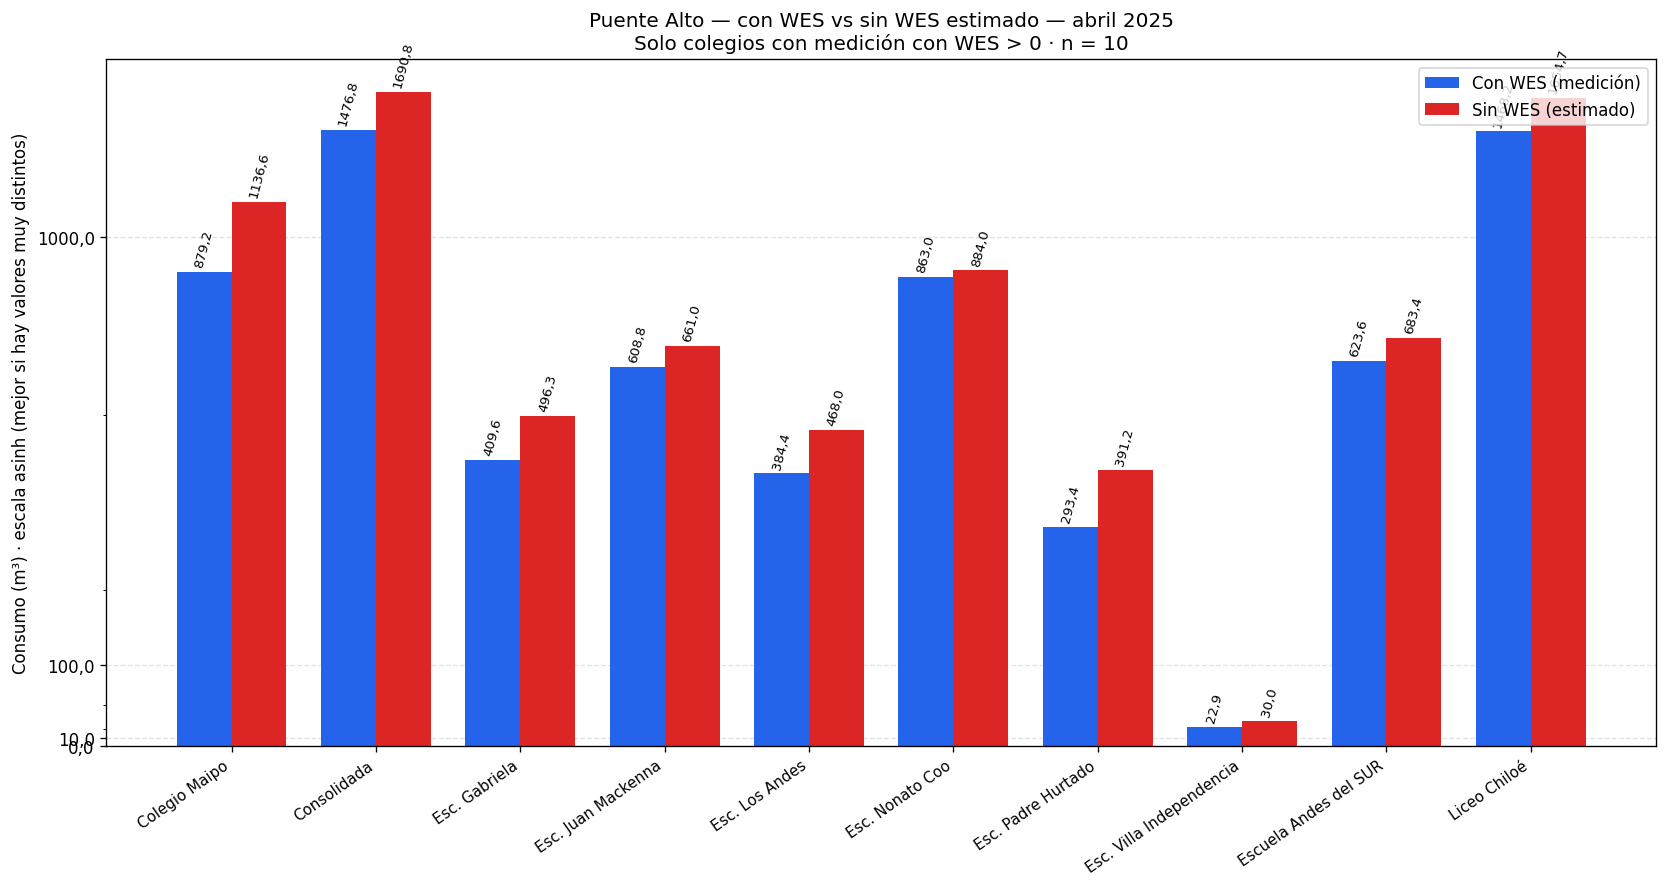 Puente Alto — con WES vs sin WES estimado — abril 2025
Solo colegios con medición con WES > 0 · n = 10
Con WES (medición)
Sin WES (estimado)
Consumo (m³) · escala asinh (mejor si hay valores muy distintos)
1000,0
100,0
10,0
0,0
879,2
1136,6
1476,8
1690,8
409,6
496,3
608,8
661,0
384,4
468,0
863,0
884,0
293,4
391,2
22,9
30,0
623,6
683,4
Colegio Maipo
Consolidada
Esc. Gabriela
Esc. Juan Mackenna
Esc. Los Andes
Esc. Nonato Coo
Esc. Padre Hurtado
Esc. Villa Independencia
Escuela Andes del SUR
Liceo Chiloé